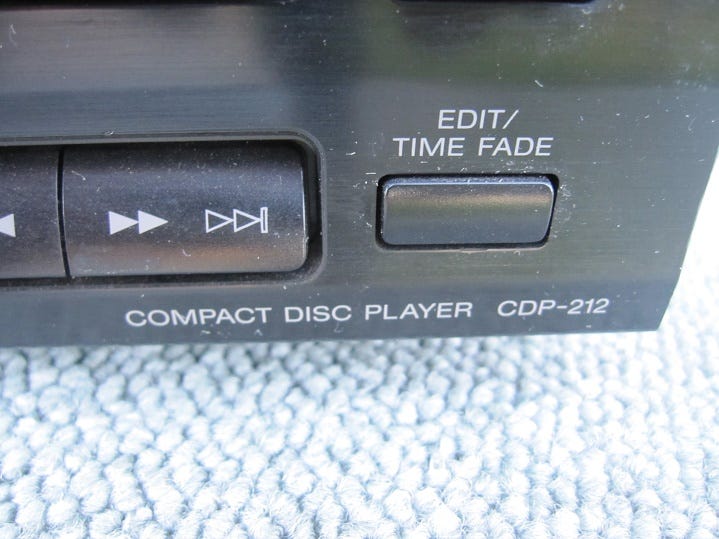 EDIT/
TIME FADE
COMPACT DISC PLAYER CDP-212